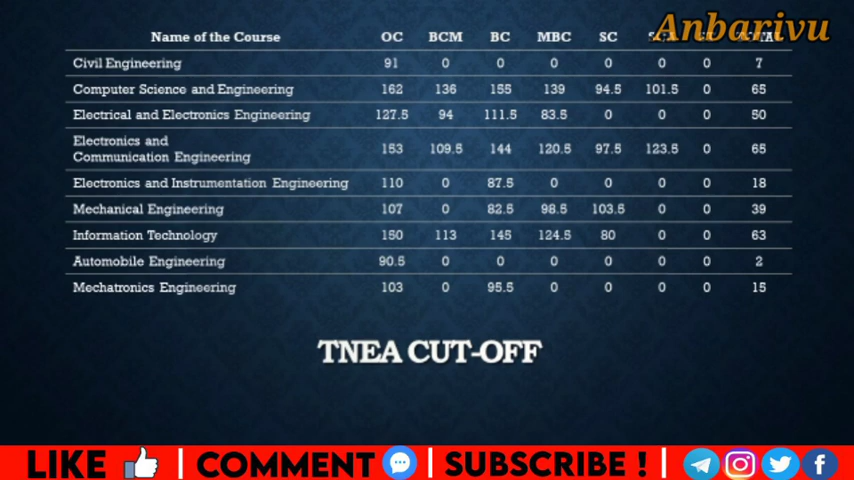 Anbarivu
Name of the Course OC BCM BC MBC SC
Civil Engineering 91 0 0 0 0 0 0 7
Computer Science and Engineering 162 136 155 139 94.5 101.5 0 65
Electrical and Electronics Engineering 127.5 94 111.5 83.5 0 0 0 50
Electronics and
Communication Engineering 153 109.5 144 120.5 97.5 123.5 0 65
Electronics and Instrumentation Engineering 110 0 87.5 0 0 0 0 18
Mechanical Engineering 107 0 82.5 98.5 103.5 0 0 39
Information Technology 150 113 145 124.5 80 0 0 63
Automobile Engineering 90.5 0 0 0 0 0 0 2
Mechatronics Engineering 103 0 95.5 0 0 0 0 15
TNEA CUT-OFF
LIKE | COMMENT | SUBSCRIBE ! |